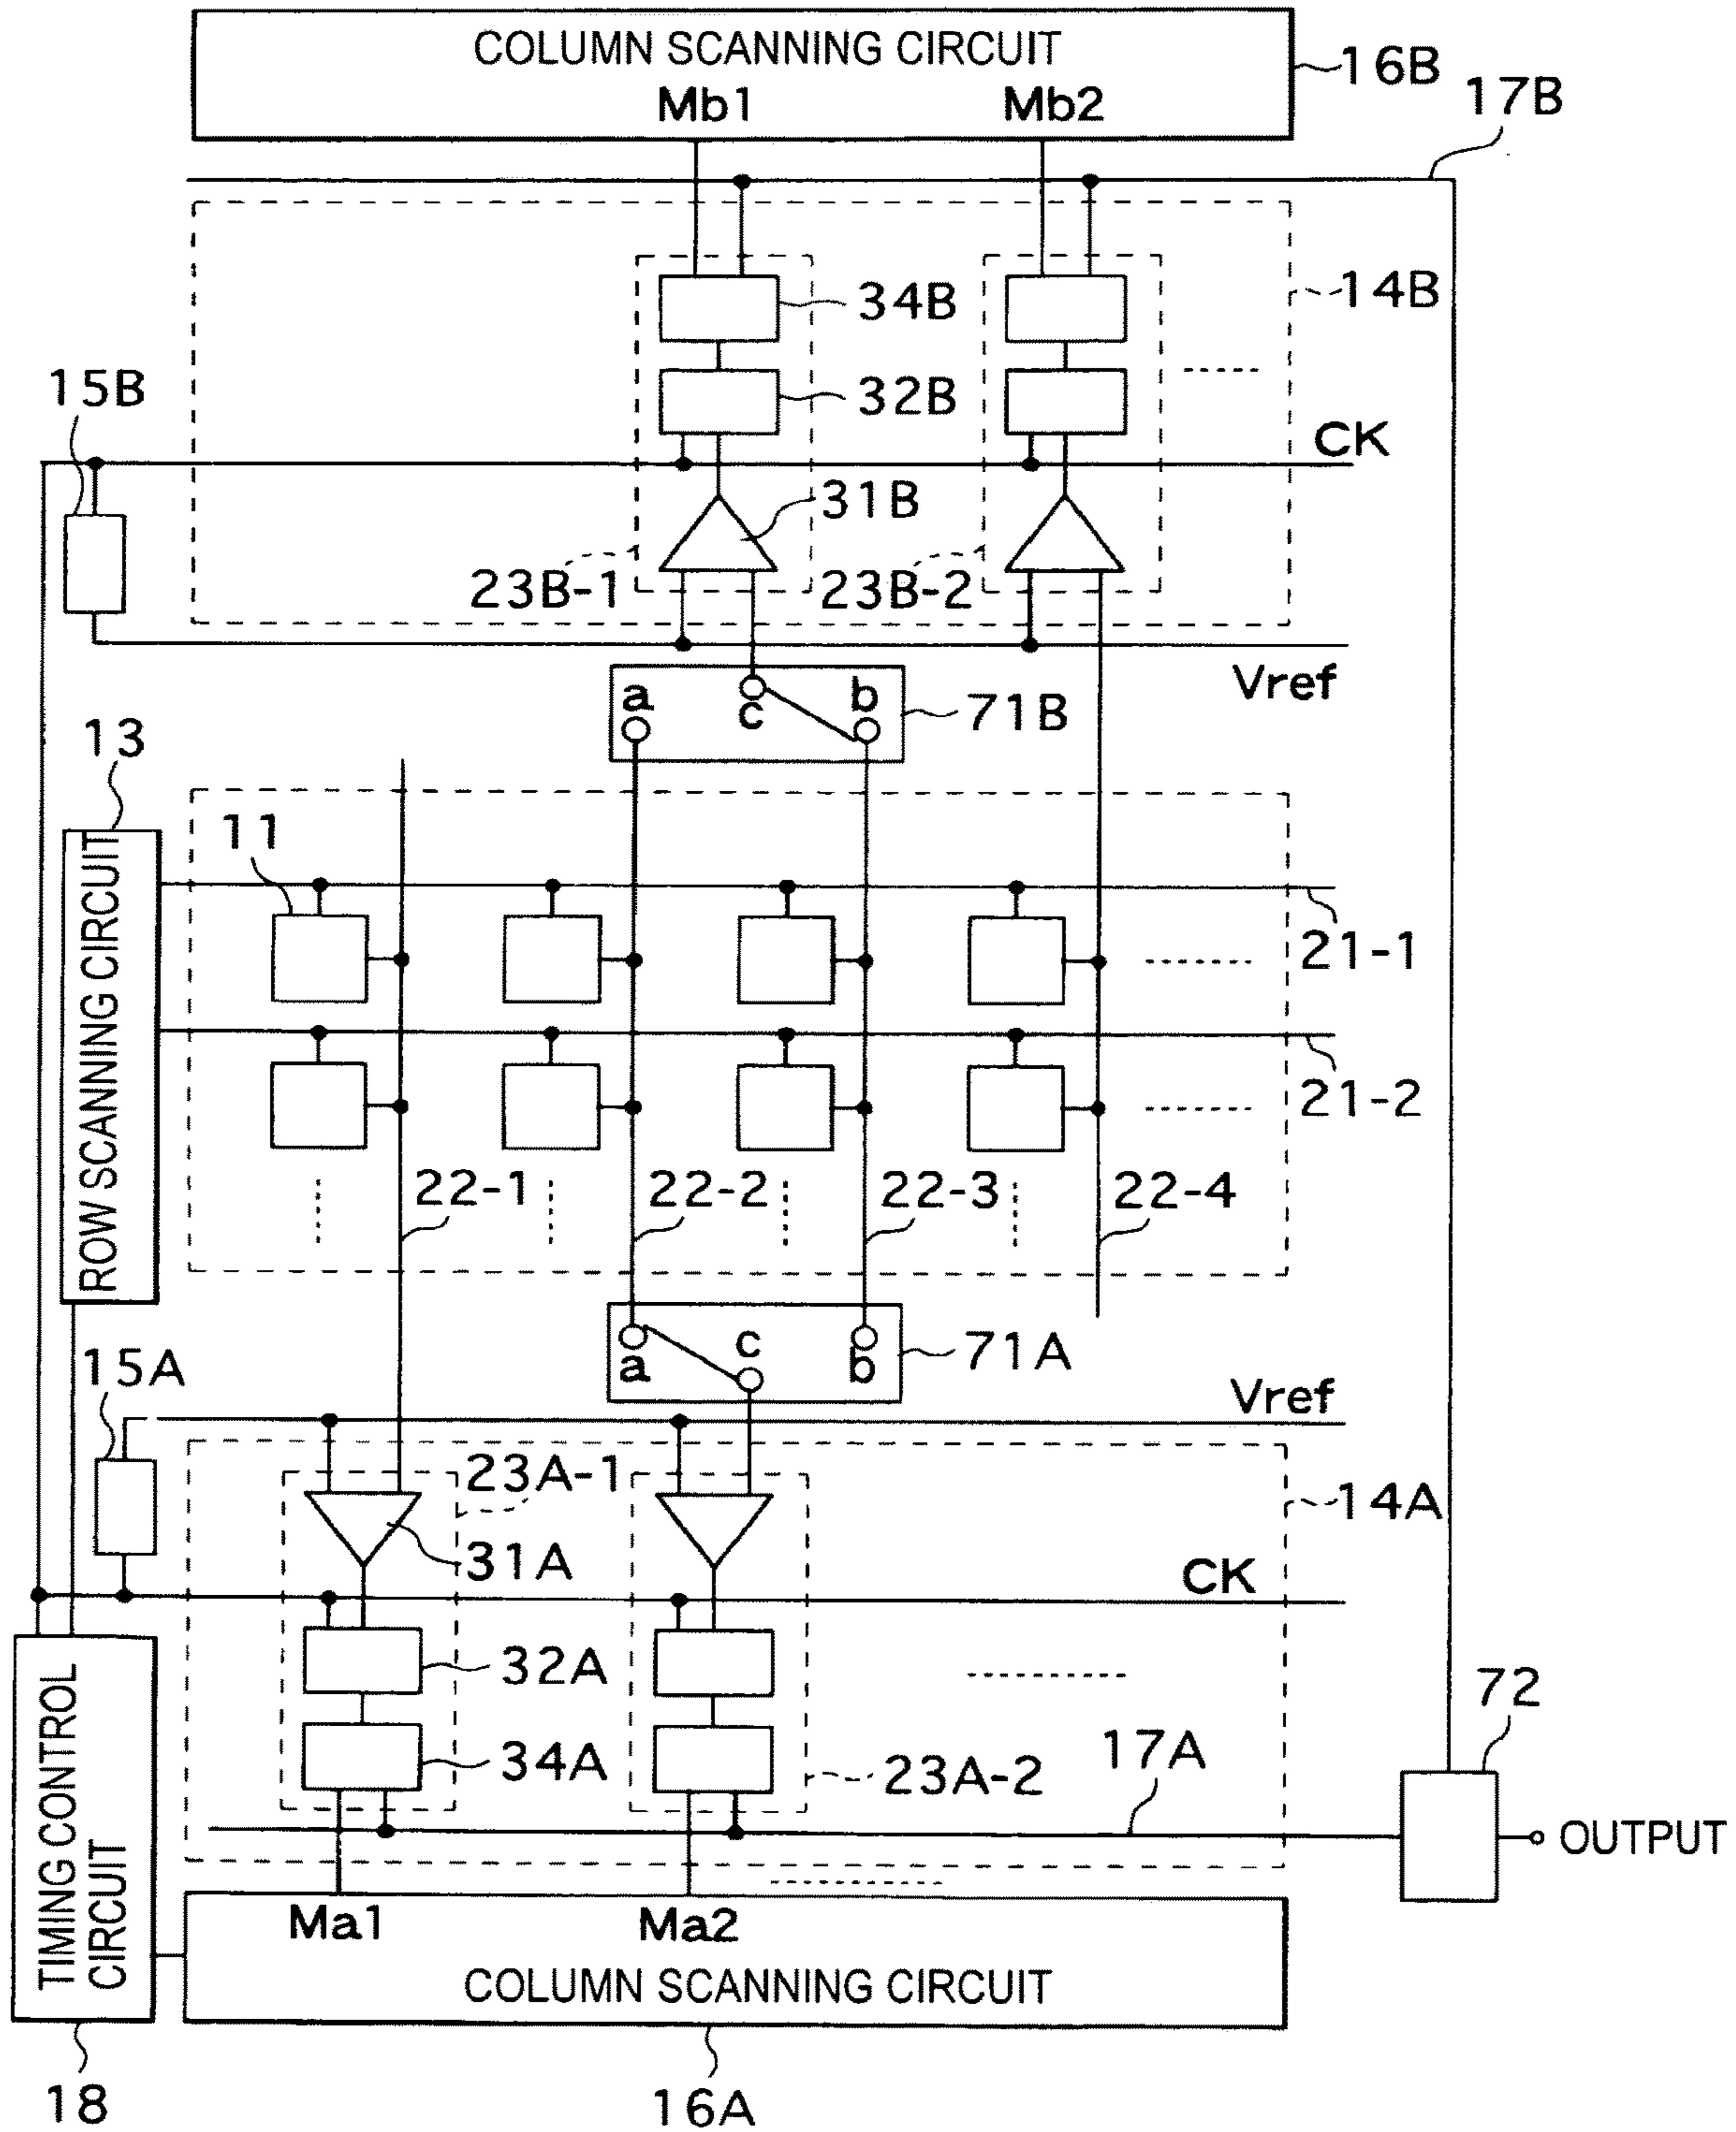 COLUMN SCANNING CIRCUIT
16B
Mb1
Mb2
17B
34B
14B
15B
32B
CK
31B
23B-1
23B-2
Vref
a
c
b
71B
13
11
ROW SCANNING CIRCUIT
21-1
21-2
22-1
22-2
22-3
22-4
a
c
b
71A
15A
Vref
23A-1
14A
31A
CK
32A
72
34A
23A-2
17A
TIMING CONTROL
CIRCUIT
OUTPUT
Ma1
Ma2
COLUMN SCANNING CIRCUIT
18
16A